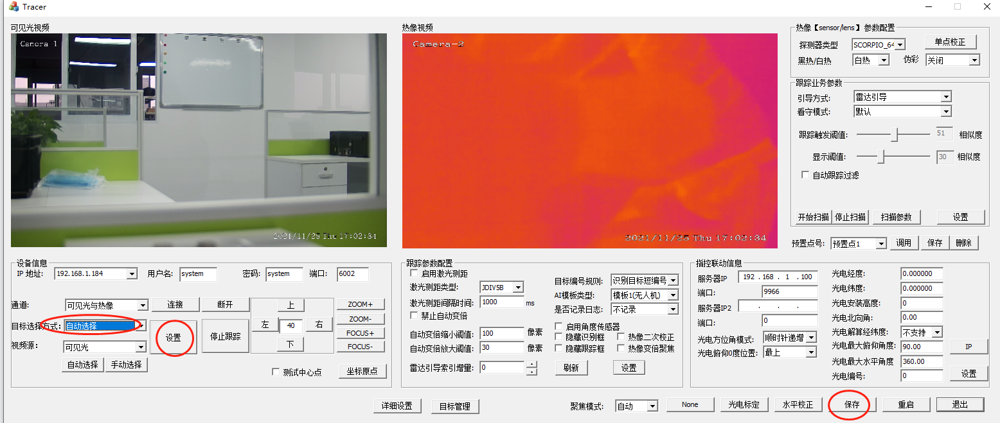 Tracer
可见光视频
Camera-1
2021/11/25 Thu 17:02:34
热像视频
Camera-2
2021/11/25 Thu 17:02:34
热像【sensor/lens】参数配置
探测器类型 SCORPIO_64 单点校正
黑热/白热 白热 伪彩 关闭
跟踪业务参数
引导方式: 雷达引导
看守模式: 默认
跟踪触发阈值: 51 相似度
显示阈值: 30 相似度
自动跟踪过滤
开始扫描 停止扫描 扫描参数 设置
预置点号: 预置点1 调用 保存 删除
设备信息
IP 地址: 192.168.1.184 用户名: system 密码: system 端口: 6002
通道: 可见光与热像 连接 断开 上 ZOOM+
目标选择方式: 自动选择 设置 停止跟踪 左 40 右 ZOOM-
FOCUS+
视频源: 可见光 下 FOCUS-
自动选择 手动选择 测试中心点 坐标原点
跟踪参数配置
启用激光测距
激光测距类型: JDIV5B
激光测距间隔时间: 1000 ms
禁止自动变倍
自动变倍缩小阈值: 100 像素
自动变倍放大阈值: 30 像素
雷达引导索引增量: 0
目标编号规则: 识别目标短编号
AI模板类型: 模板1(无人机)
是否记录日志: 不记录
启用角度传感器
隐藏识别框 热像二次校正
隐藏跟踪框 热像变倍聚焦
刷新 设置
指控联动信息
服务器IP 192 . 168 . 1 . 100
端口: 9966
服务器IP2 . . .
端口: 0
光电方位角模式: 顺时针递增
光电俯仰0度位置: 最上
光电经度: 0.000000
光电纬度: 0.000000
光电安装高度: 0
光电北向角: 0.00
光电解算经纬度: 不支持
光电最大俯仰角度: 90.00 IP
光电最大水平角度 360.00
光电编号: 0 设置
详细设置 目标管理 聚焦模式: 自动 None 光电标定 水平校正 保存 重启 退出